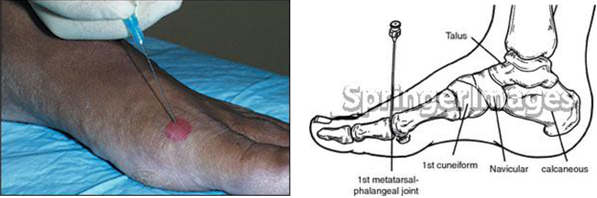 Talus
SpringerImages
1st cuneiform
Navicular
calcaneous
1st metatarsal-
phalangeal joint